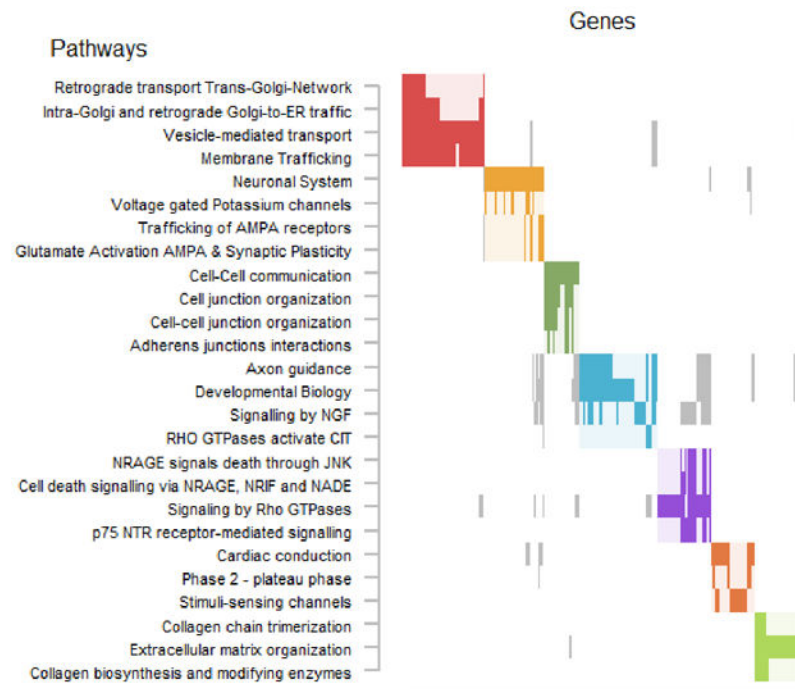 Genes
Pathways
Retrograde transport Trans-Golgi-Network
Intra-Golgi and retrograde Golgi-to-ER traffic
Vesicle-mediated transport
Membrane Trafficking
Neuronal System
Voltage gated Potassium channels
Trafficking of AMPA receptors
Glutamate Activation AMPA & Synaptic Plasticity
Cell-Cell communication
Cell junction organization
Cell-cell junction organization
Adherens junctions interactions
Axon guidance
Developmental Biology
Signalling by NGF
RHO GTPases activate CIT
NRAGE signals death through JNK
Cell death signalling via NRAGE, NRIF and NADE
Signaling by Rho GTPases
p75 NTR receptor-mediated signalling
Cardiac conduction
Phase 2 - plateau phase
Stimuli-sensing channels
Collagen chain trimerization
Extracellular matrix organization
Collagen biosynthesis and modifying enzymes